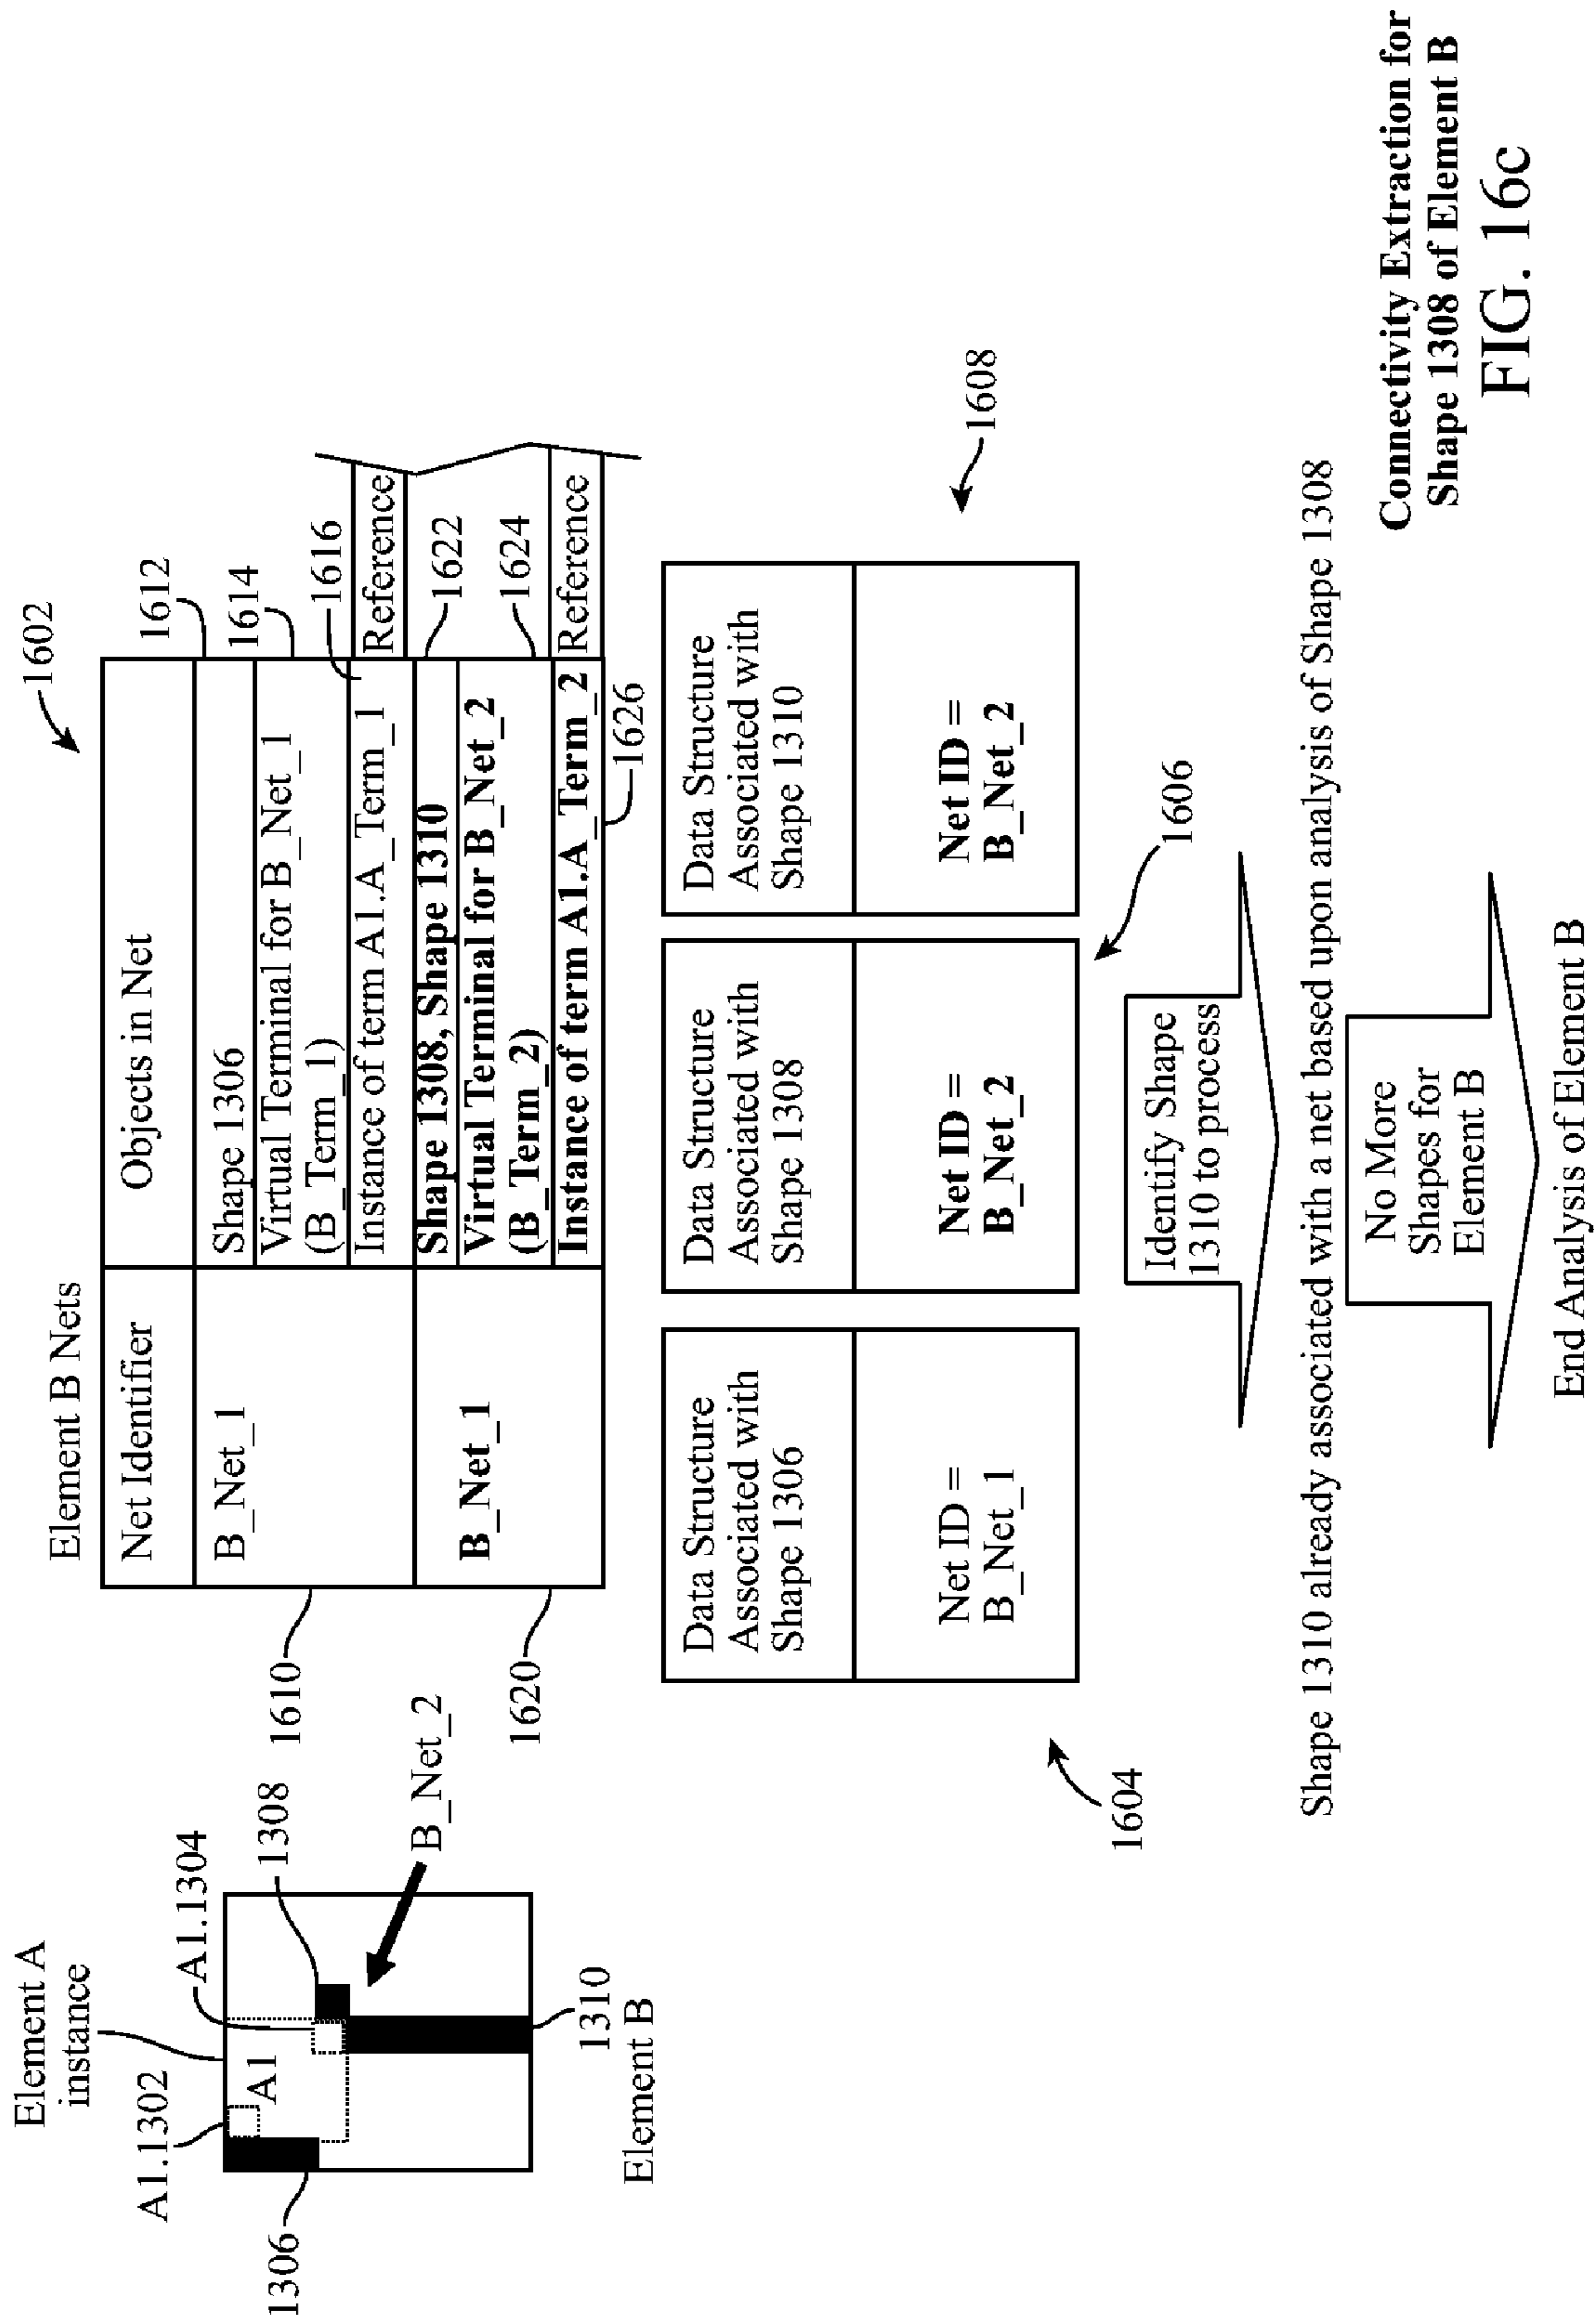 Element A
instance
A1.1302
A1
A1.1304
1308
B_Net_2
1306
1310
Element B
Element B Nets
1602
Net Identifier
Objects in Net
1612
1610
B_Net_1
Shape 1306
Virtual Terminal for B_Net_1
(B_Term_1)
1614
Instance of term A1.A_Term_1
1616
Reference
1620
B_Net_1
Shape 1308, Shape 1310
1622
Virtual Terminal for B_Net_2
(B_Term_2)
1624
Instance of term A1.A_Term_2
Reference
1626
Data Structure
Associated with
Shape 1306
Net ID =
B_Net_1
1604
Data Structure
Associated with
Shape 1308
Net ID =
B_Net_2
1606
Data Structure
Associated with
Shape 1310
Net ID =
B_Net_2
1608
Identify Shape
1310 to process
Shape 1310 already associated with a net based upon analysis of Shape 1308
No More
Shapes for
Element B
End Analysis of Element B
Connectivity Extraction for
Shape 1308 of Element B
FIG. 16c